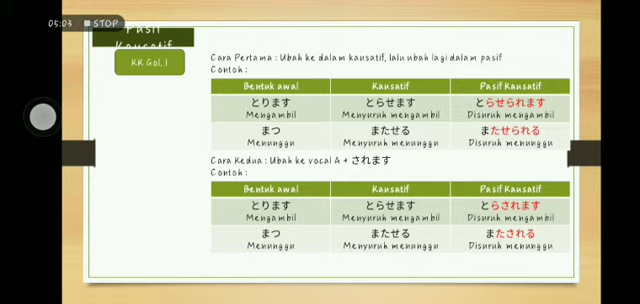 05:03 STOP
Pasif
Kausatif
KK Gol. 1
Cara Pertama : Ubah ke dalam kausatif, lalu ubah lagi dalam pasif
Contoh :
Bentuk awal Kausatif Pasif Kausatif
とります とらせます とらせられます
Mengambil Menyuruh mengambil Disuruh mengambil
まつ またせる またせられる
Menunggu Menyuruh menunggu Disuruh menunggu
Cara Kedua : Ubah ke vocal A + されます
Contoh :
Bentuk awal Kausatif Pasif Kausatif
とります とらせます とらされます
Mengambil Menyuruh mengambil Disuruh mengambil
まつ またせる またされる
Menunggu Menyuruh menunggu Disuruh menunggu